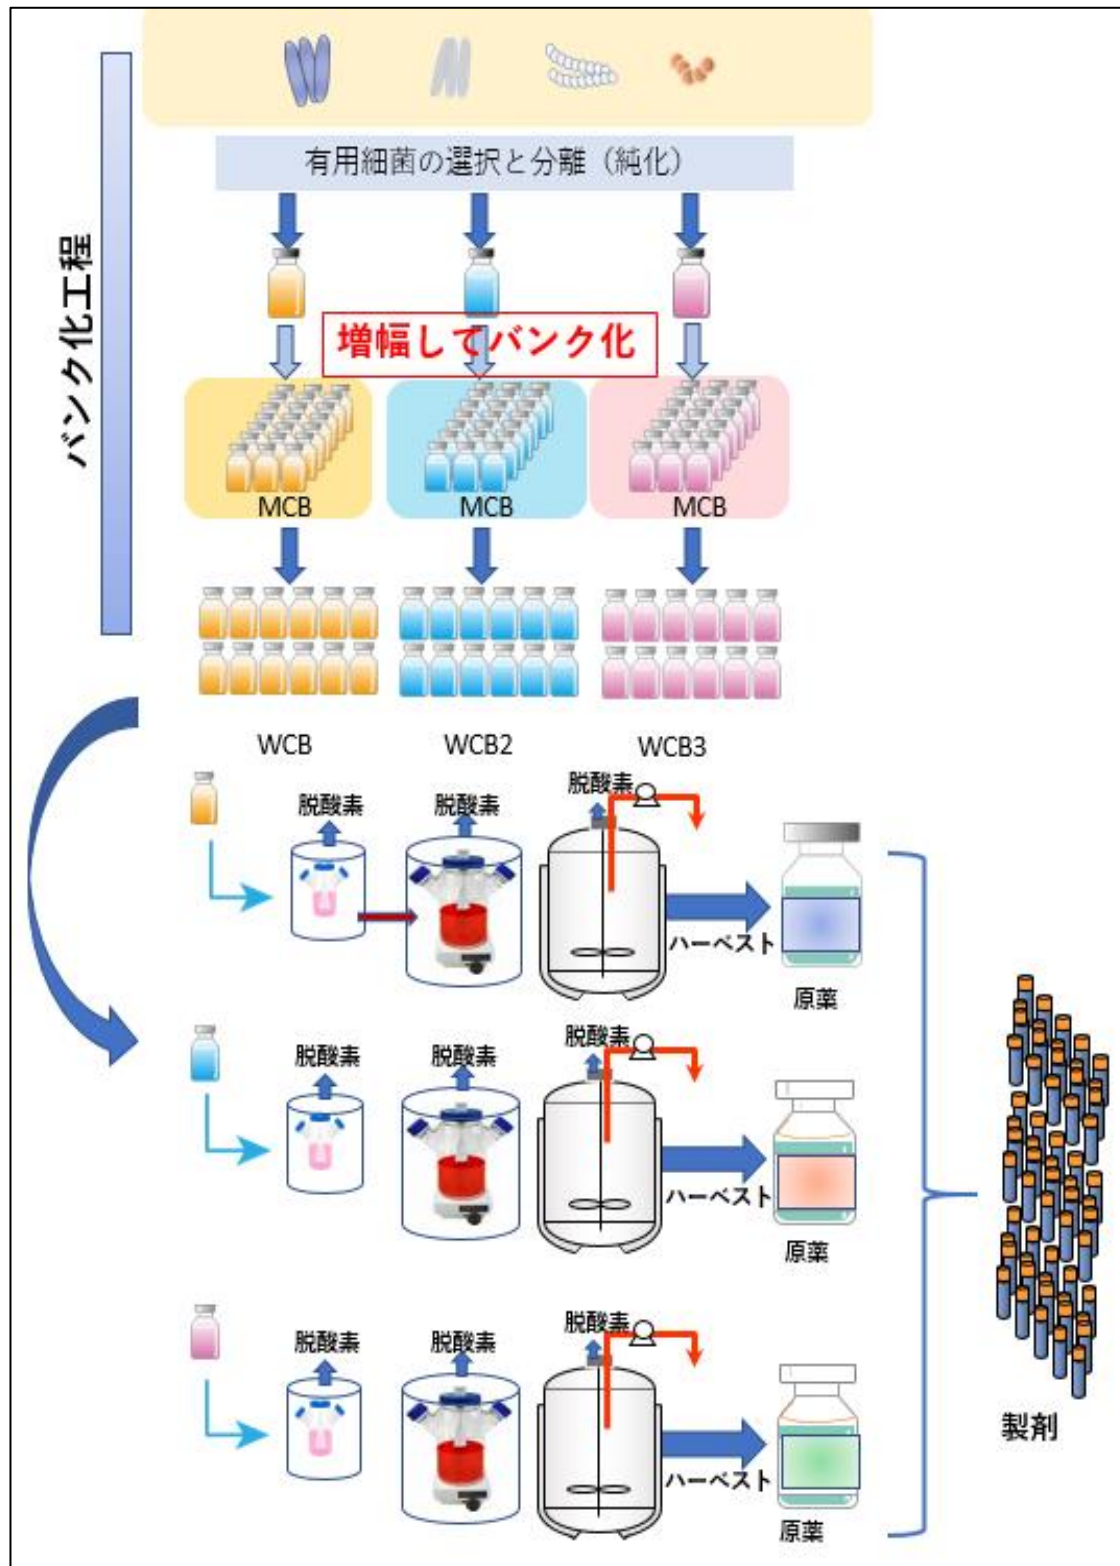 有用細菌の選択と分離（純化）
バンク化工程
増幅してバンク化
MCB
MCB
MCB
WCB
WCB2
WCB3
脱酸素
脱酸素
脱酸素
ハーベスト
原薬
脱酸素
脱酸素
脱酸素
ハーベスト
原薬
脱酸素
脱酸素
脱酸素
ハーベスト
原薬
製剤